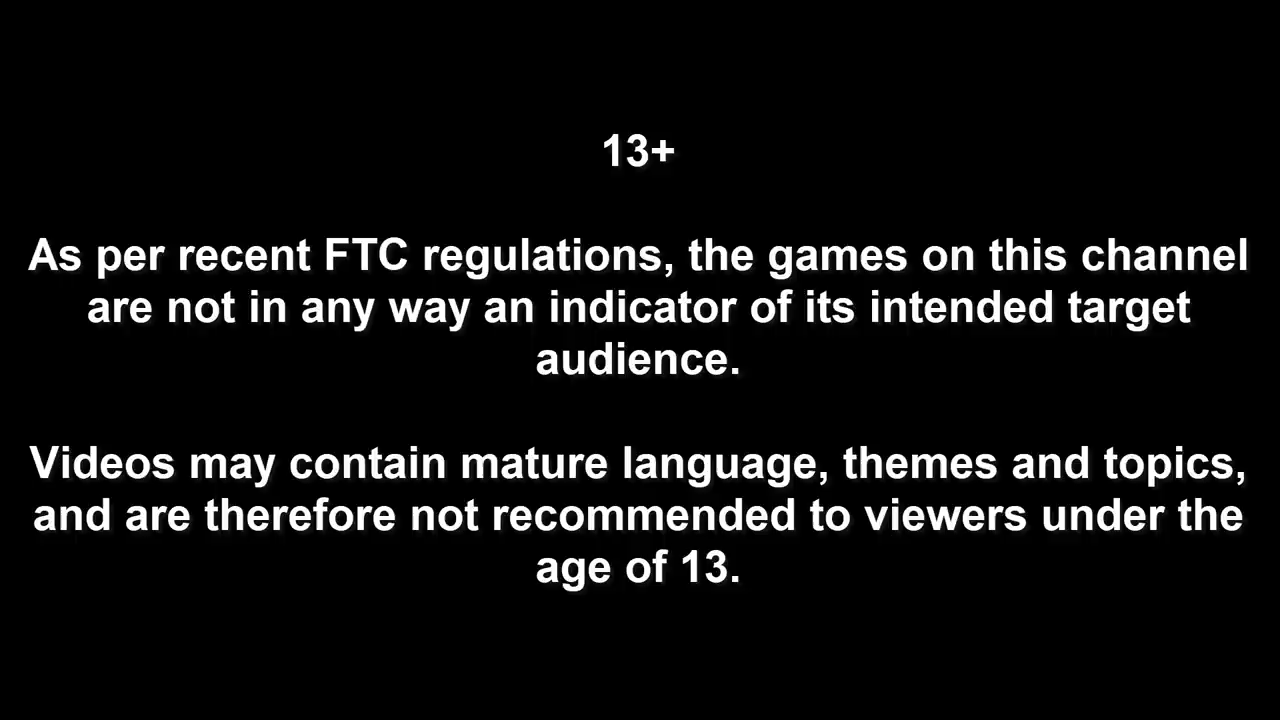 13+
As per recent FTC regulations, the games on this channel
are not in any way an indicator of its intended target
audience.
Videos may contain mature language, themes and topics,
and are therefore not recommended to viewers under the
age of 13.